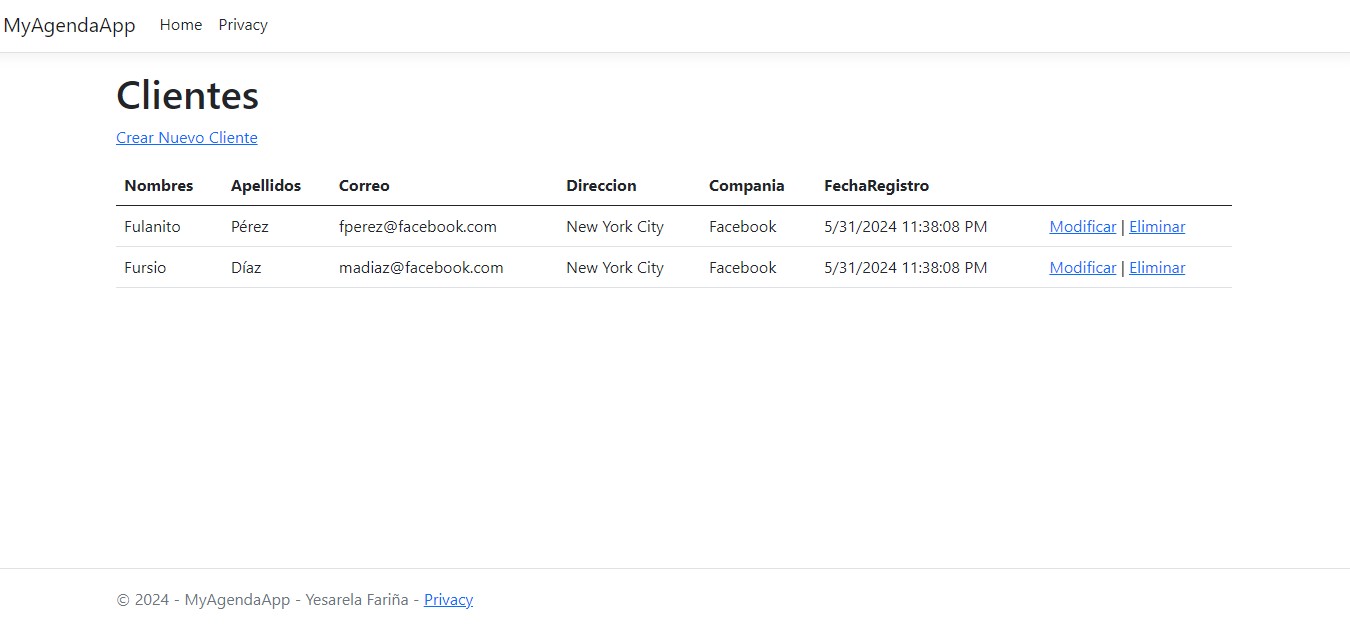 MyAgendaApp Home Privacy
Clientes
Crear Nuevo Cliente
Nombres Apellidos Correo Direccion Compania FechaRegistro
Fulanito Pérez fperez@facebook.com New York City Facebook 5/31/2024 11:38:08 PM Modificar | Eliminar
Fursio Díaz madiaz@facebook.com New York City Facebook 5/31/2024 11:38:08 PM Modificar | Eliminar
© 2024 - MyAgendaApp - Yesarela Fariña - Privacy